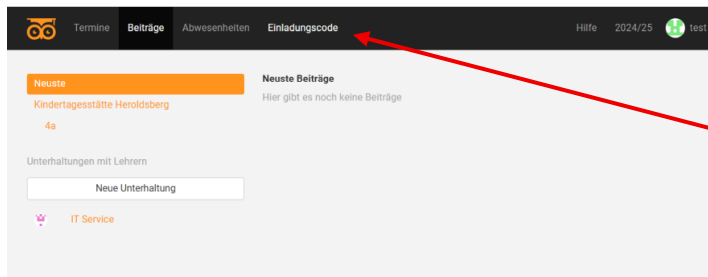 Termine Beiträge Abwesenheiten Einladungscode Hilfe 2024/25 test
Neuste
Kindertagesstätte Heroldsberg
4a
Unterhaltungen mit Lehrern
Neue Unterhaltung
IT Service
Neuste Beiträge
Hier gibt es noch keine Beiträge